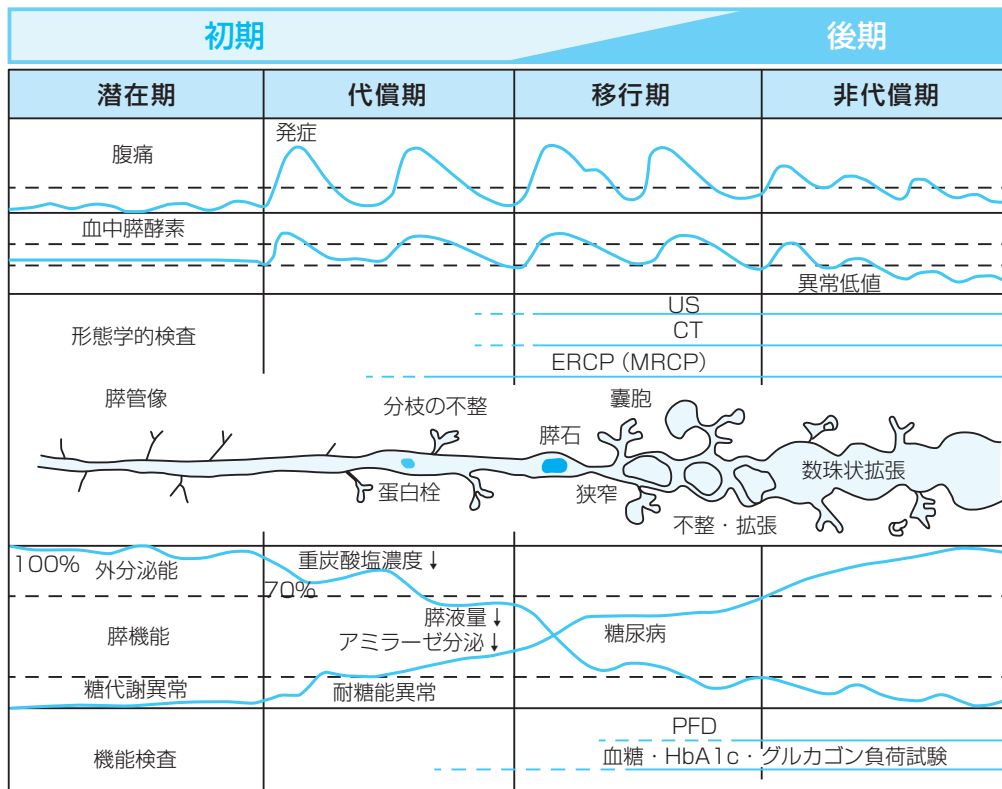 初期 後期
潜在期 代償期 移行期 非代償期
発症
腹痛
血中膵酵素
異常低値
US
形態学的検査
CT
ERCP（MRCP）
膵管像
分枝の不整
嚢胞
膵石
数珠状拡張
蛋白栓
狭窄
不整・拡張
100% 外分泌能
重炭酸塩濃度↓
70%
膵液量↓
膵機能
アミラーゼ分泌↓
糖尿病
糖代謝異常
耐糖能異常
PFD
機能検査
血糖・HbA1c・グルカゴン負荷試験